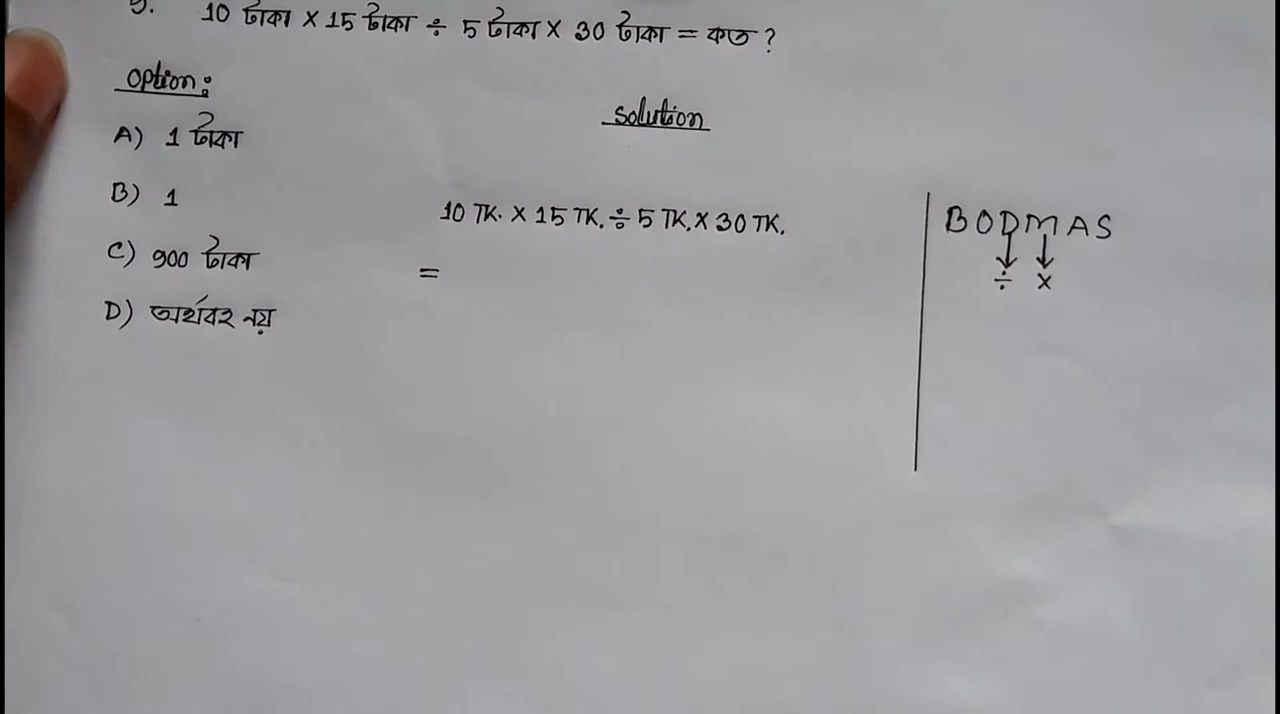 10 টাকা × 15 টাকা ÷ 5 টাকা × 30 টাকা = কত ?
Option:
Solution
A) 1 টাকা
B) 1
10 TK. × 15 TK. ÷ 5 TK. × 30 TK.
BODMAS
÷ ×
C) 900 টাকা
=
D) অর্থবহ নয়